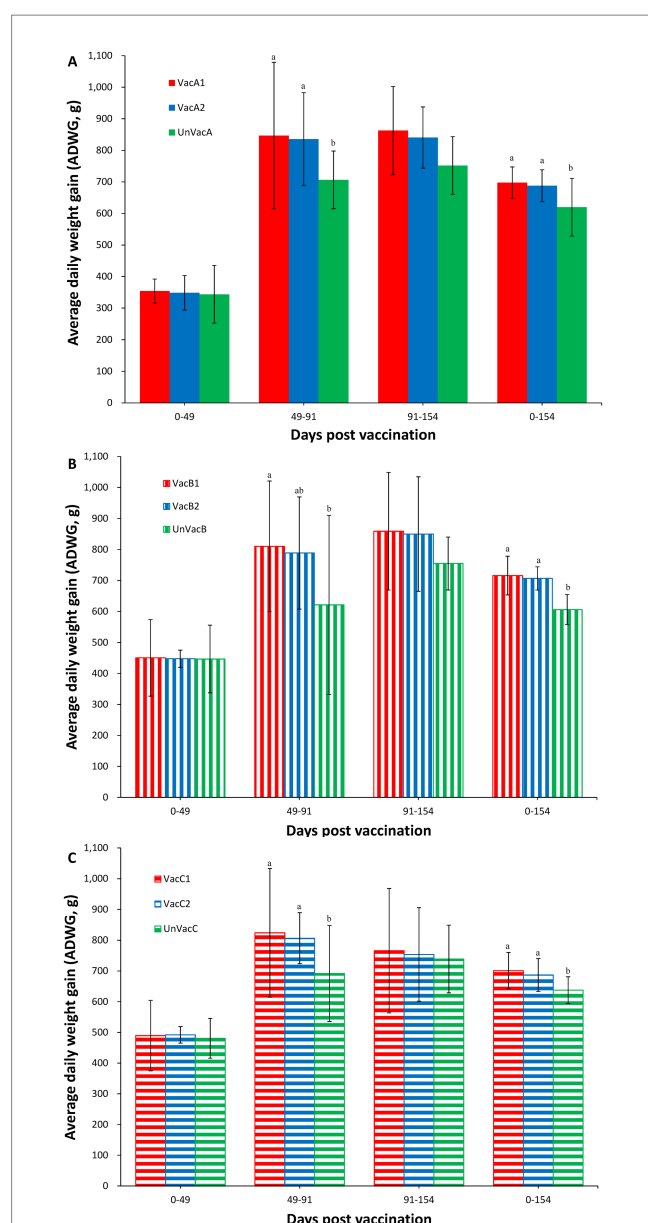 A
Average daily weight gain (ADWG, g)
1,100
1,000
900
800
700
600
500
400
300
200
100
0
VacA1
VacA2
UnVacA
a
a
b
a
a
b
0-49
49-91
91-154
0-154
Days post vaccination
B
Average daily weight gain (ADWG, g)
1,100
1,000
900
800
700
600
500
400
300
200
100
0
VacB1
VacB2
UnVacB
a
ab
b
a
a
b
0-49
49-91
91-154
0-154
Days post vaccination
C
Average daily weight gain (ADWG, g)
1,100
1,000
900
800
700
600
500
400
300
200
100
0
VacC1
VacC2
UnVacC
a
a
b
a
a
b
0-49
49-91
91-154
0-154
Days post vaccination